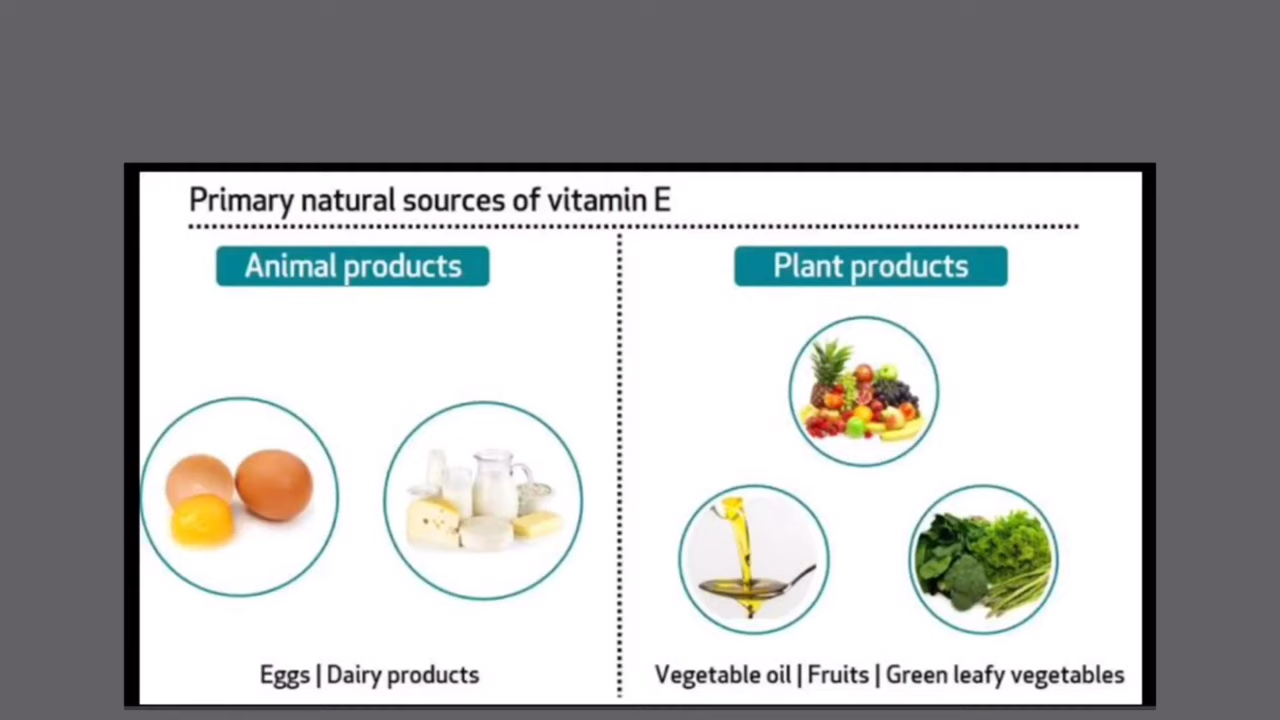 Primary natural sources of vitamin E
Animal products
Eggs | Dairy products
Plant products
Vegetable oil | Fruits | Green leafy vegetables